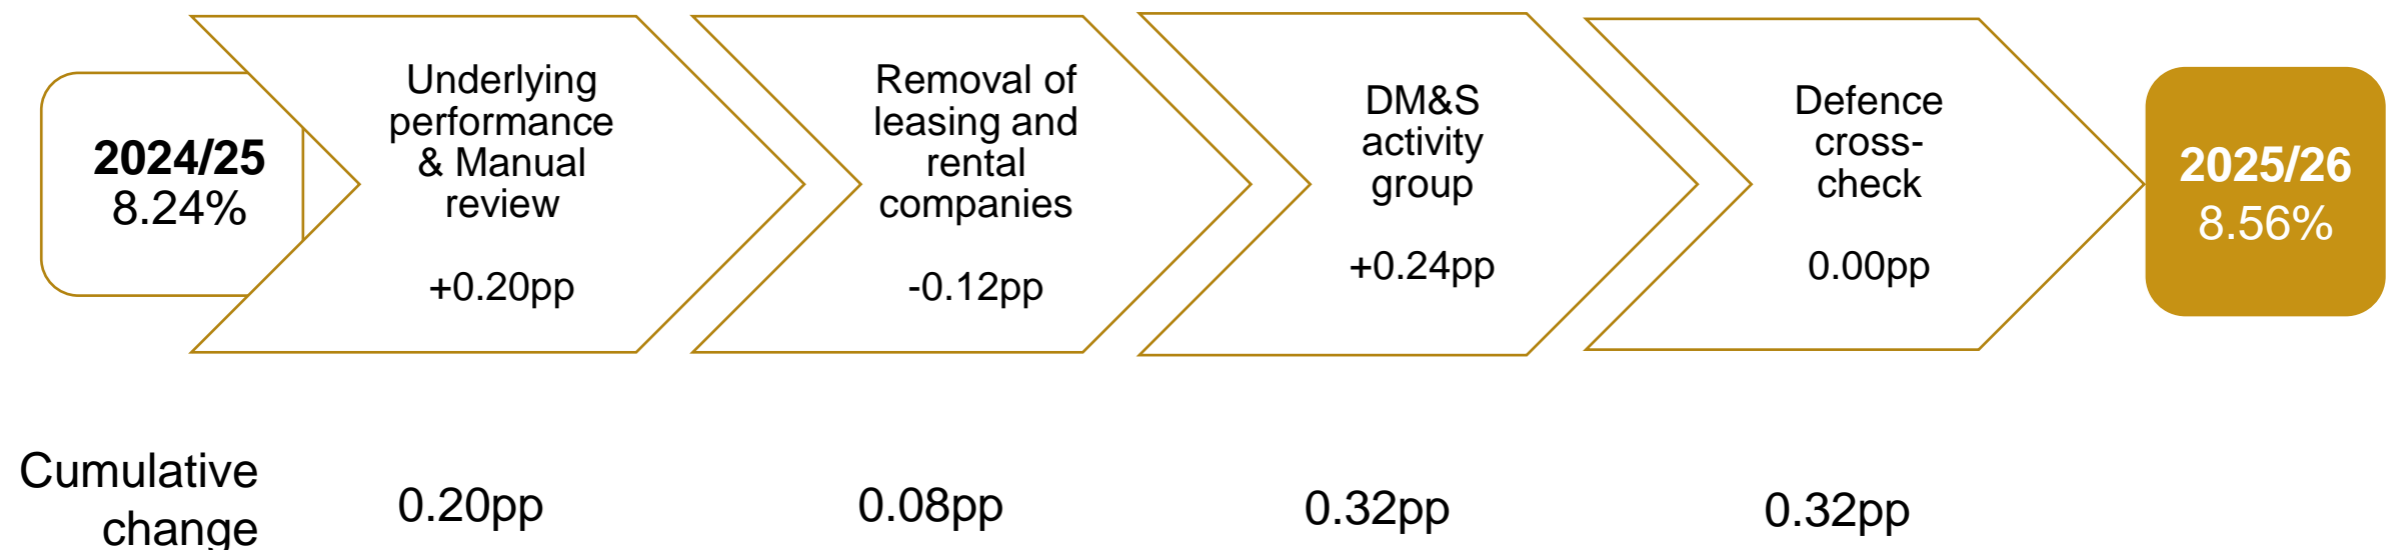 2024/25
8.24%
Underlying
performance
& Manual
review
+0.20pp
Removal of
leasing and
rental
companies
-0.12pp
DM&S
activity
group
+0.24pp
Defence
cross-
check
0.00pp
2025/26
8.56%
Cumulative
change
0.20pp
0.08pp
0.32pp
0.32pp